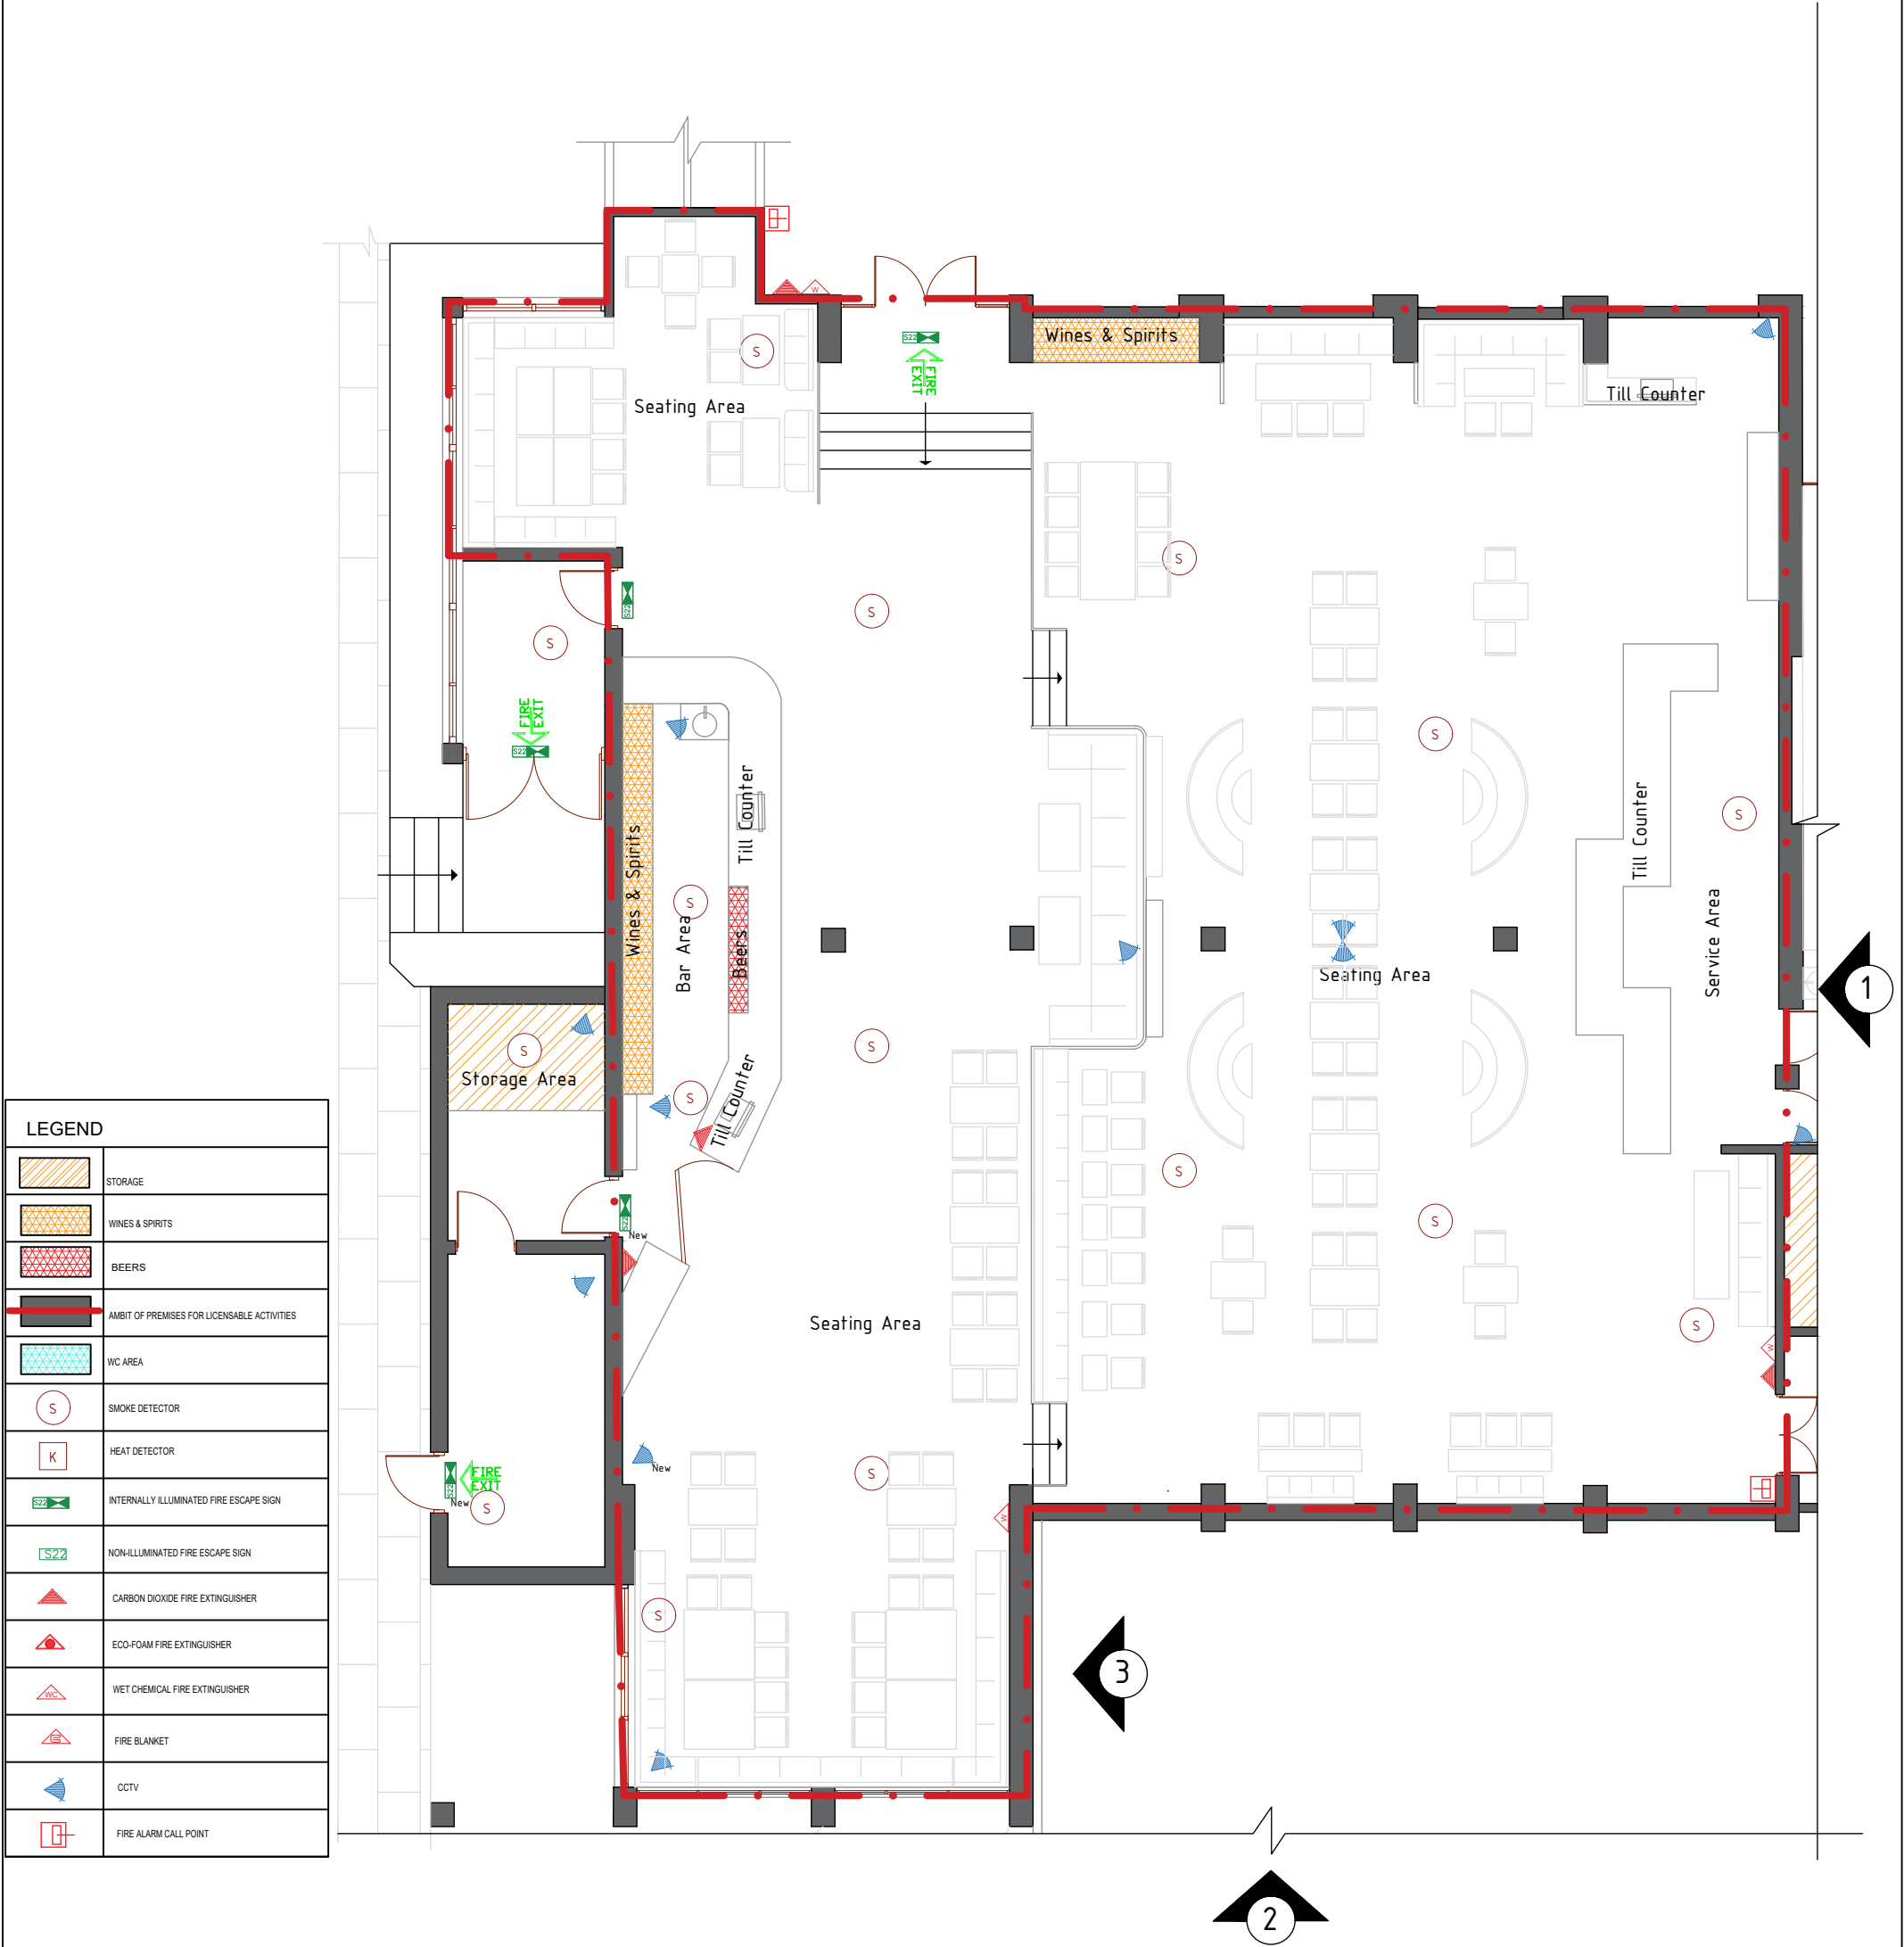 Wines & Spirits
S22
FIRE
EXIT
S
Till Counter
Seating Area
S
S
S22
S
S
FIRE
EXIT
S22
S
Till Counter
S
Till Counter
Wines & Spirits
S
Bar Area
Beers
Service Area
Seating Area
1
S
S
Storage Area
S
Till Counter
S
S22
New
S
Seating Area
S
W
W
New
S
FIRE
EXIT
S22
New
S
W
S
3
2
LEGEND
STORAGE
WINES & SPIRITS
BEERS
AMBIT OF PREMISES FOR LICENSABLE ACTIVITIES
WC AREA
S
SMOKE DETECTOR
K
HEAT DETECTOR
S22
INTERNALLY ILLUMINATED FIRE ESCAPE SIGN
S22
NON-ILLUMINATED FIRE ESCAPE SIGN
CARBON DIOXIDE FIRE EXTINGUISHER
ECO-FOAM FIRE EXTINGUISHER
WC
WET CHEMICAL FIRE EXTINGUISHER
FIRE BLANKET
CCTV
FIRE ALARM CALL POINT